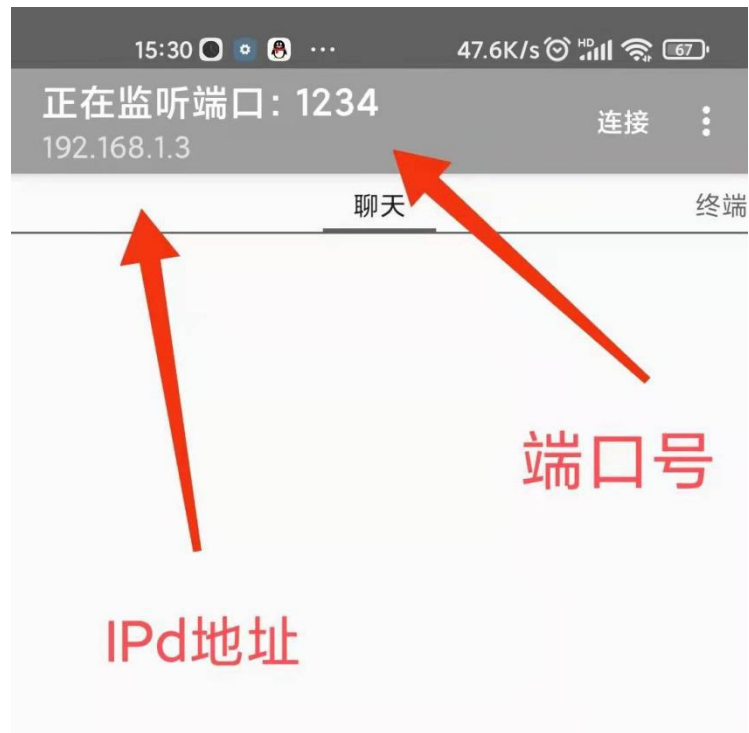 15:30 ··· 47.6K/s HD 67
正在监听端口: 1234
连接
192.168.1.3
聊天
终端
端口号
IPd地址